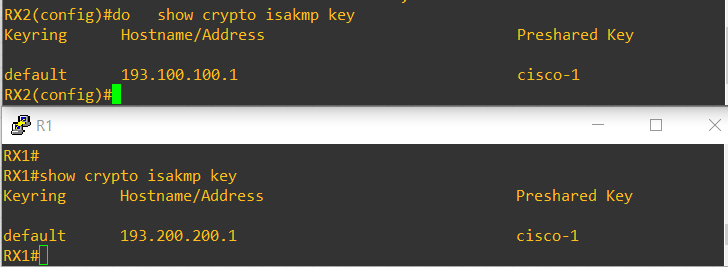 RX2(config)#do   show crypto isakmp key
Keyring      Hostname/Address                            Preshared Key
default      193.100.100.1                               cisco-1
RX2(config)#
R1
RX1#
RX1#show crypto isakmp key
Keyring      Hostname/Address                            Preshared Key
default      193.200.200.1                               cisco-1
RX1#